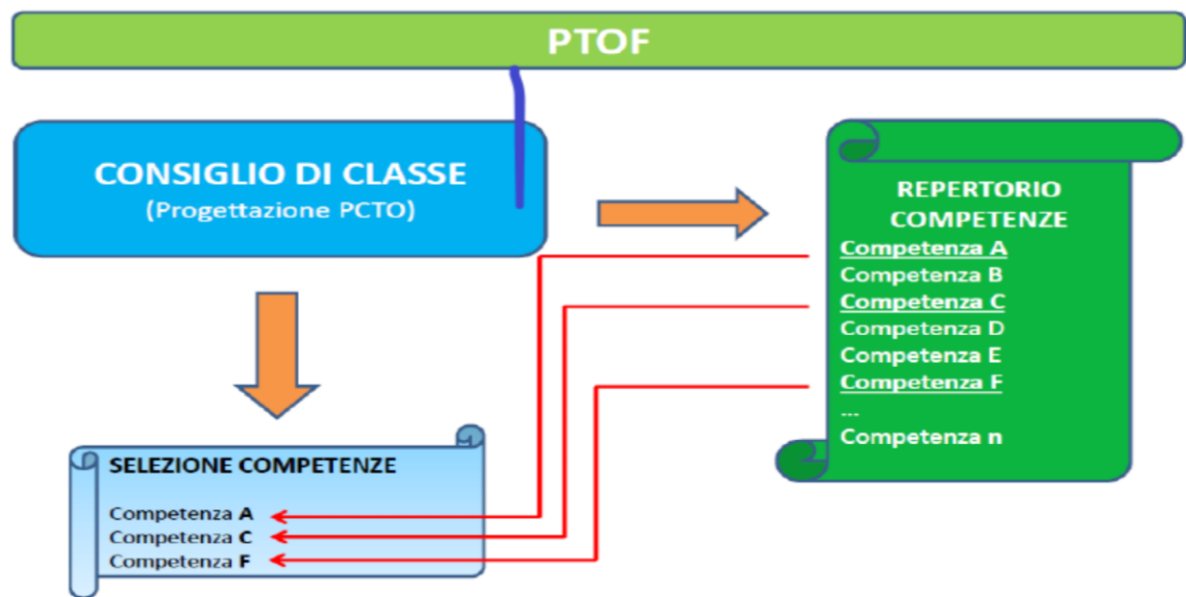 PTOF
CONSIGLIO DI CLASSE
(Progettazione PCTO)
REPERTORIO
COMPETENZE
Competenza A
Competenza B
Competenza C
Competenza D
Competenza E
Competenza F
...
Competenza n
SELEZIONE COMPETENZE
Competenza A
Competenza C
Competenza F